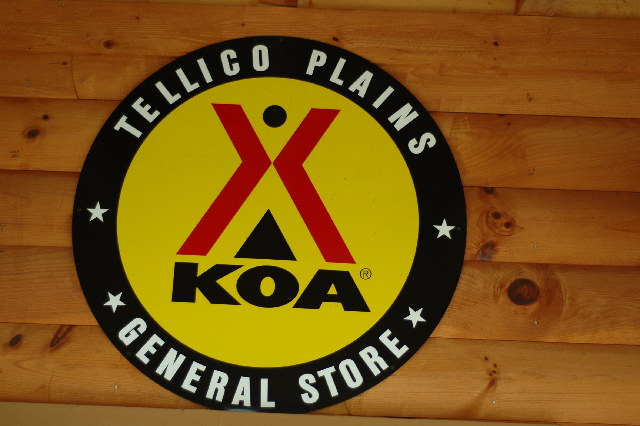 TELLICO PLAINS
KOA®
GENERAL STORE